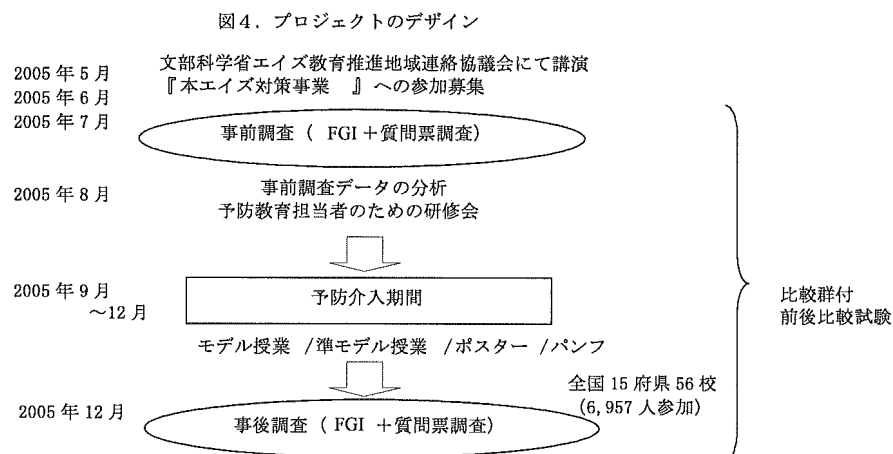 図４．プロジェクトのデザイン
2005年5月
文部科学省エイズ教育推進地域連絡協議会にて講演
2005年6月
『本エイズ対策事業　』への参加募集
2005年7月
事前調査（ FGI＋質問票調査）
2005年8月
事前調査データの分析
予防教育担当者のための研修会
2005年9月
～12月
予防介入期間
モデル授業 /準モデル授業 /ポスター /パンフ
比較群付
前後比較試験
全国15府県56校
（6,957人参加）
2005年12月
事後調査（ FGI ＋質問票調査）